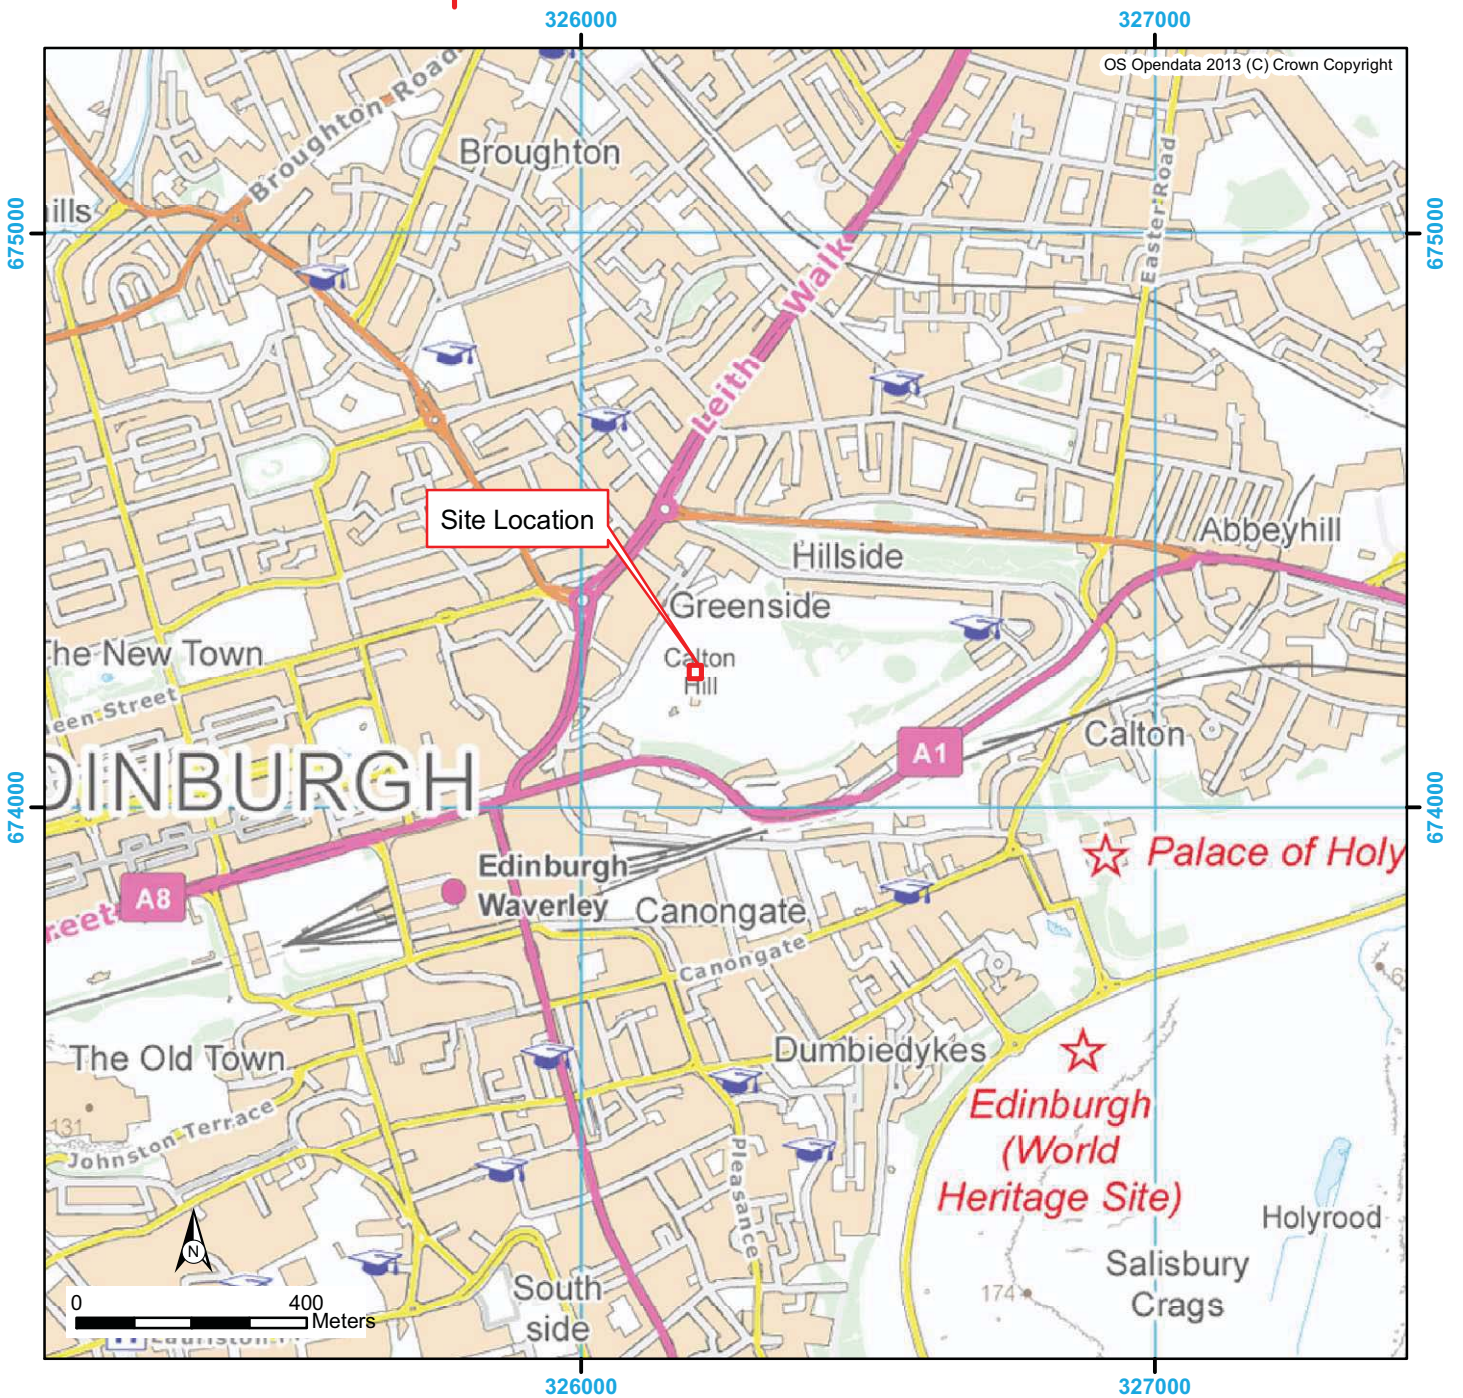 326000
327000
OS Opendata 2013 (C) Crown Copyright
Broughton Road
Broughton
ills
675000
675000
Easter Road
Leith Walk
Site Location
Abbeyhill
Hillside
Greenside
The New Town
Calton
Hill
een Street
A1
Calton
DINBURGH
674000
674000
Palace of Holy
Edinburgh
Waverley
A8
reet
Canongate
Canongate
Dumbiedykes
The Old Town
131
Johnston Terrace
Edinburgh
(World
Heritage Site)
Pleasance
Holyrood
Salisbury
Crags
174
South
side
N
0
400
Meters
326000
327000